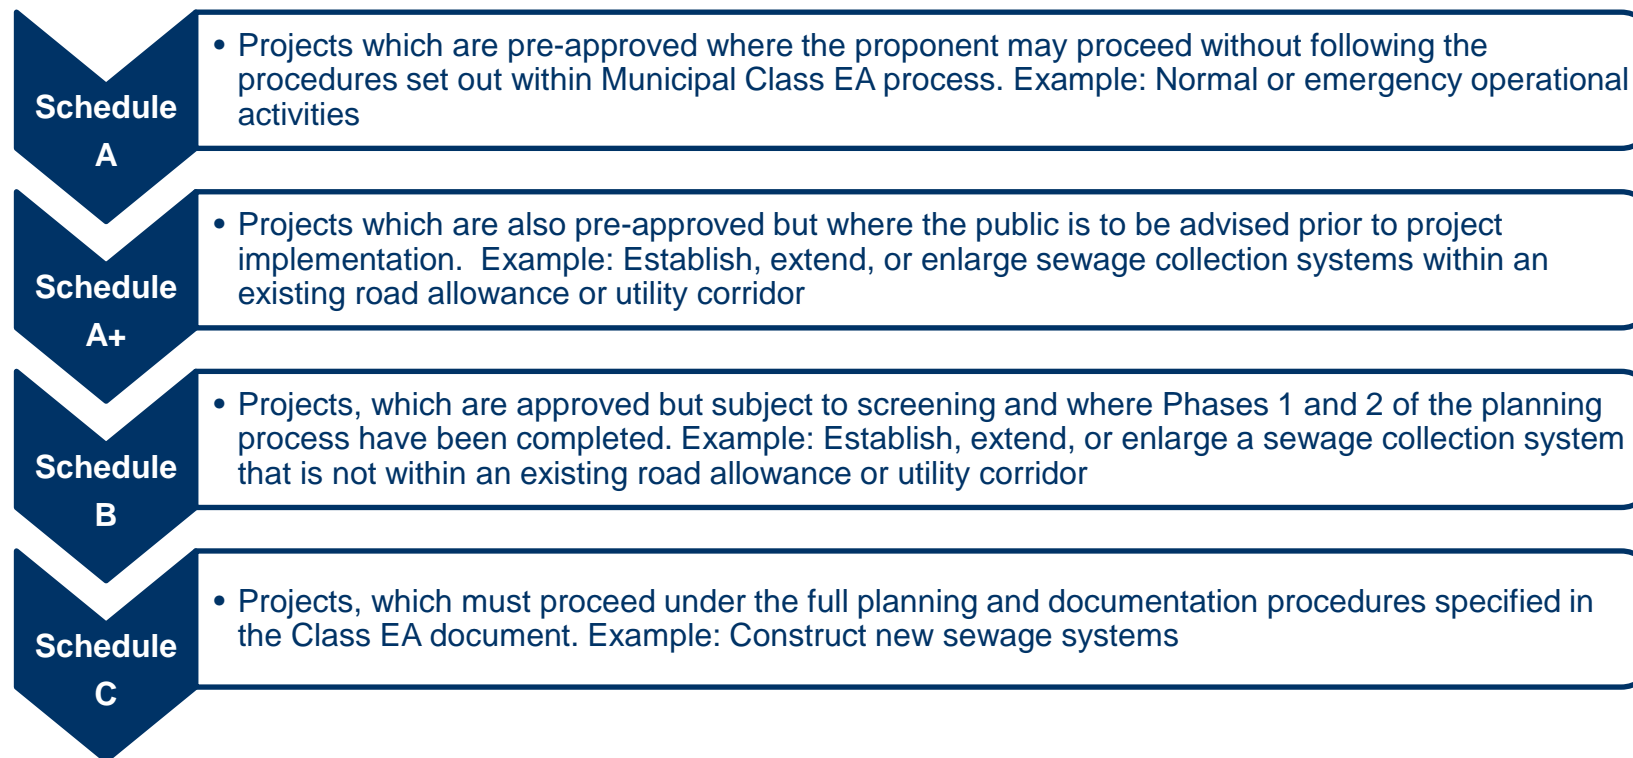 Schedule
A
• Projects which are pre-approved where the proponent may proceed without following the
procedures set out within Municipal Class EA process. Example: Normal or emergency operational
activities
Schedule
A+
• Projects which are also pre-approved but where the public is to be advised prior to project
implementation.  Example: Establish, extend, or enlarge sewage collection systems within an
existing road allowance or utility corridor
Schedule
B
• Projects, which are approved but subject to screening and where Phases 1 and 2 of the planning
process have been completed. Example: Establish, extend, or enlarge a sewage collection system
that is not within an existing road allowance or utility corridor
Schedule
C
• Projects, which must proceed under the full planning and documentation procedures specified in
the Class EA document. Example: Construct new sewage systems